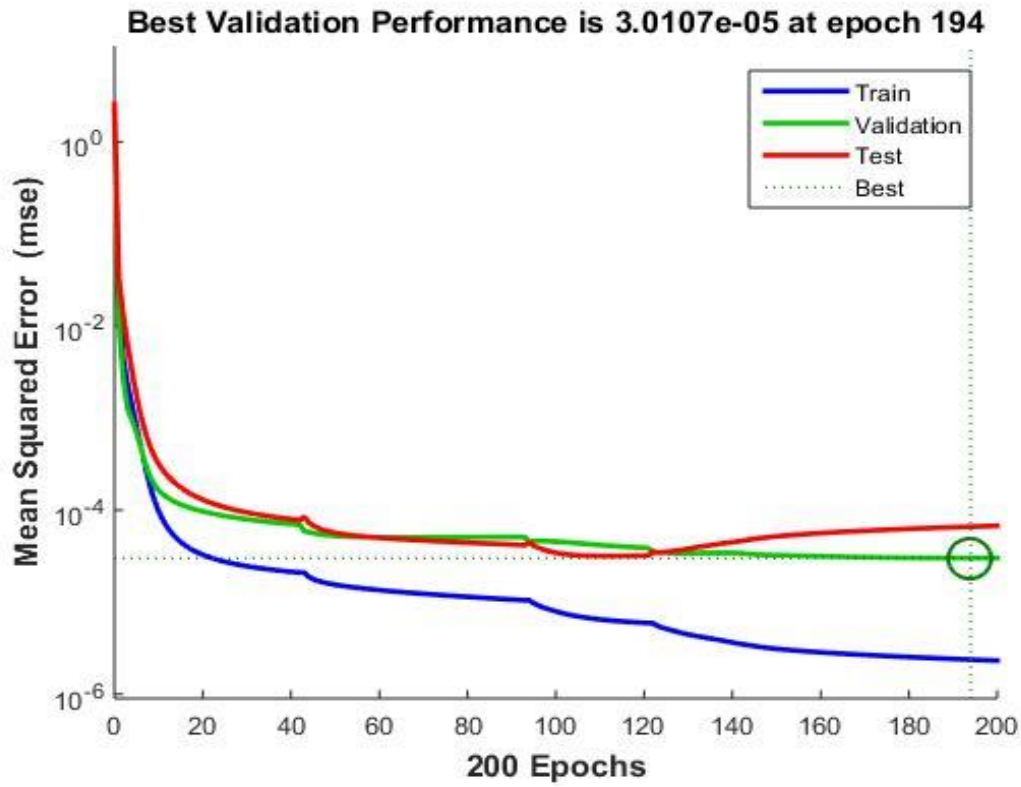 Best Validation Performance is 3.0107e-05 at epoch 194
Train
Validation
Test
Best
Mean Squared Error (mse)
10^0
10^-2
10^-4
10^-6
0 20 40 60 80 100 120 140 160 180 200
200 Epochs